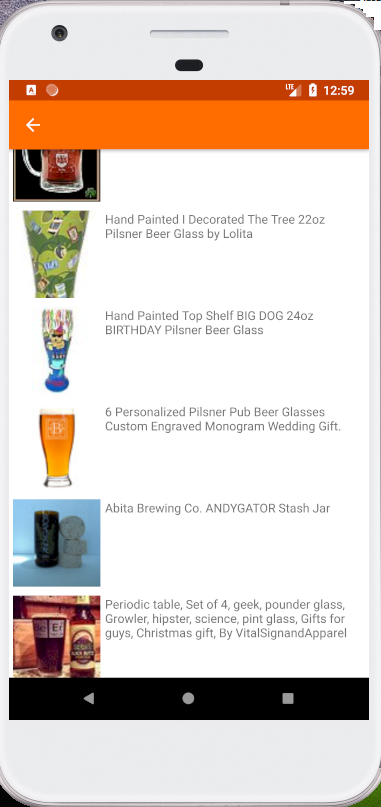 LTE 12:59
Hand Painted I Decorated The Tree 22oz
Pilsner Beer Glass by Lolita
Hand Painted Top Shelf BIG DOG 24oz
BIRTHDAY Pilsner Beer Glass
6 Personalized Pilsner Pub Beer Glasses
Custom Engraved Monogram Wedding Gift.
B
Abita Brewing Co. ANDYGATOR Stash Jar
Periodic table, Set of 4, geek, pounder glass,
Growler, hipster, science, pint glass, Gifts for
guys, Christmas gift, By VitalSignandApparel